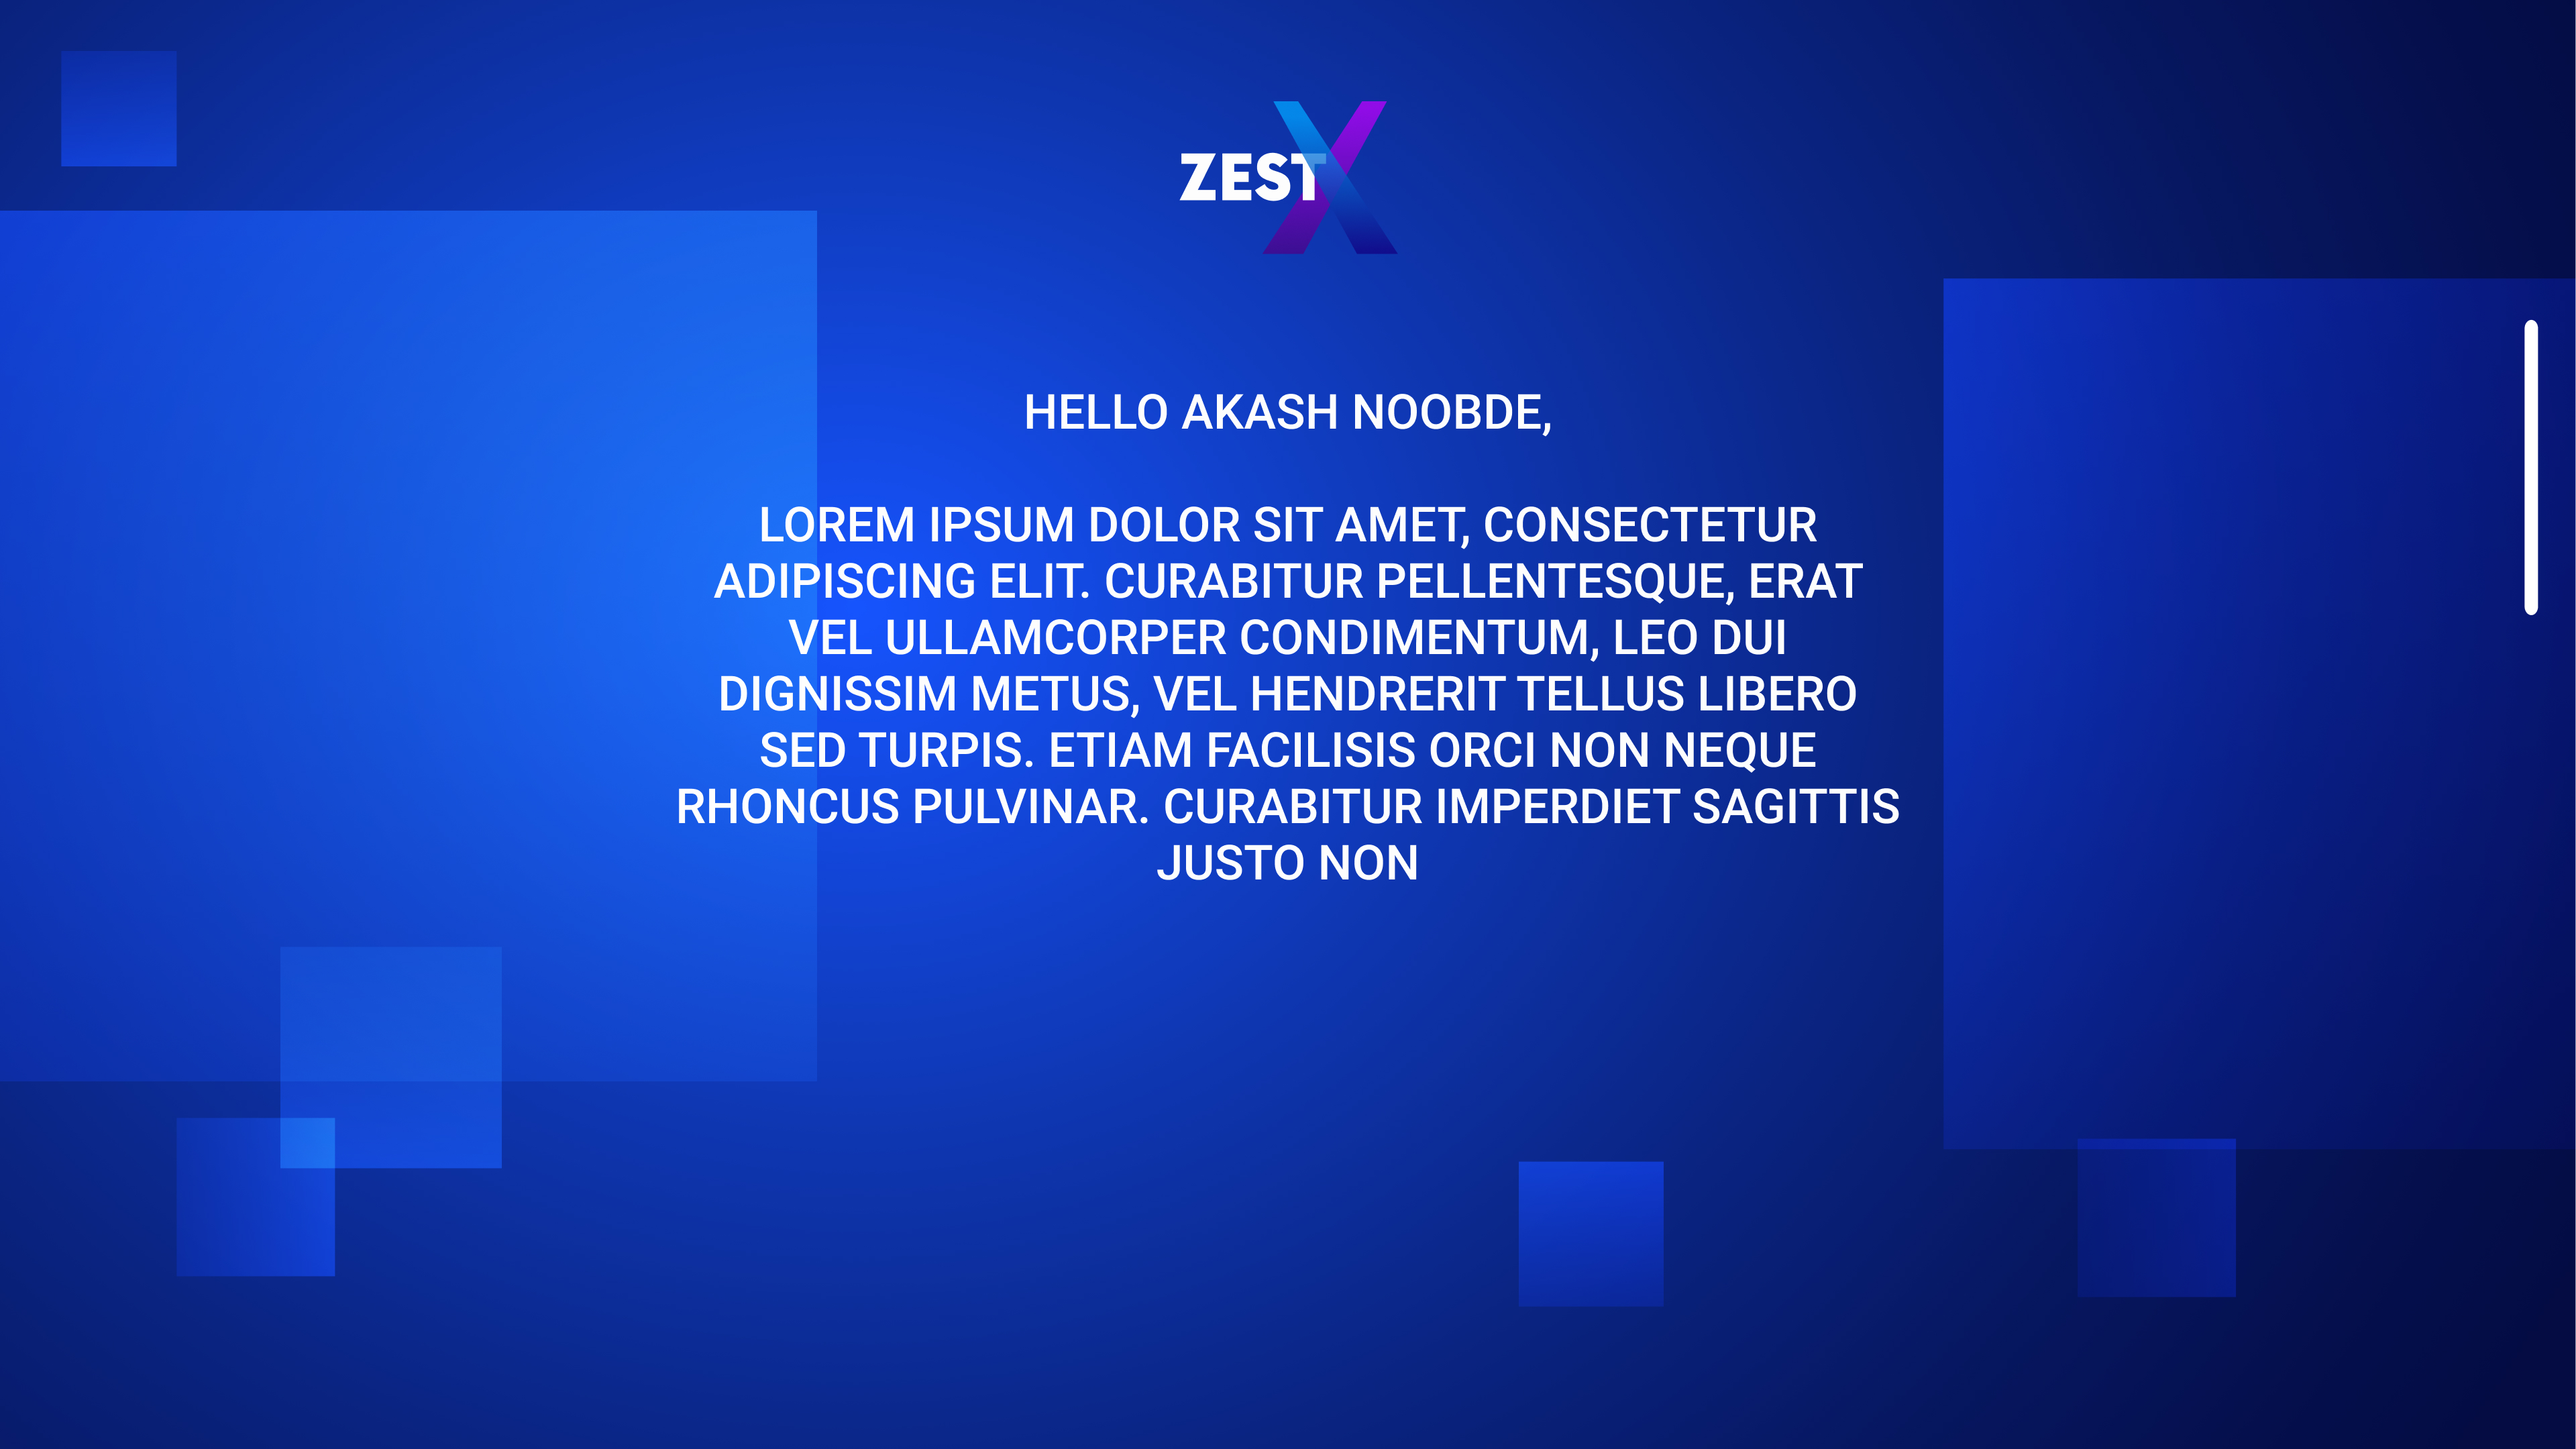 ZESTX
HELLO AKASH NOOBDE,
LOREM IPSUM DOLOR SIT AMET, CONSECTETUR
ADIPISCING ELIT. CURABITUR PELLENTESQUE, ERAT
VEL ULLAMCORPER CONDIMENTUM, LEO DUI
DIGNISSIM METUS, VEL HENDRERIT TELLUS LIBERO
SED TURPIS. ETIAM FACILISIS ORCI NON NEQUE
RHONCUS PULVINAR. CURABITUR IMPERDIET SAGITTIS
JUSTO NON